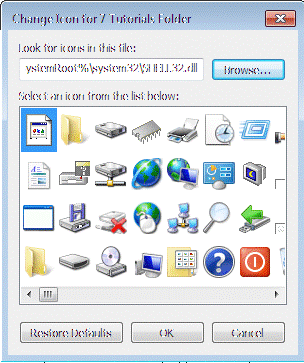 Change Icon for 7 Tutorials Folder
Look for icons in this file:
ystemRoot%\system32\SHELL32.dll
Browse...
Select an icon from the list below:
Restore Defaults
OK
Cancel